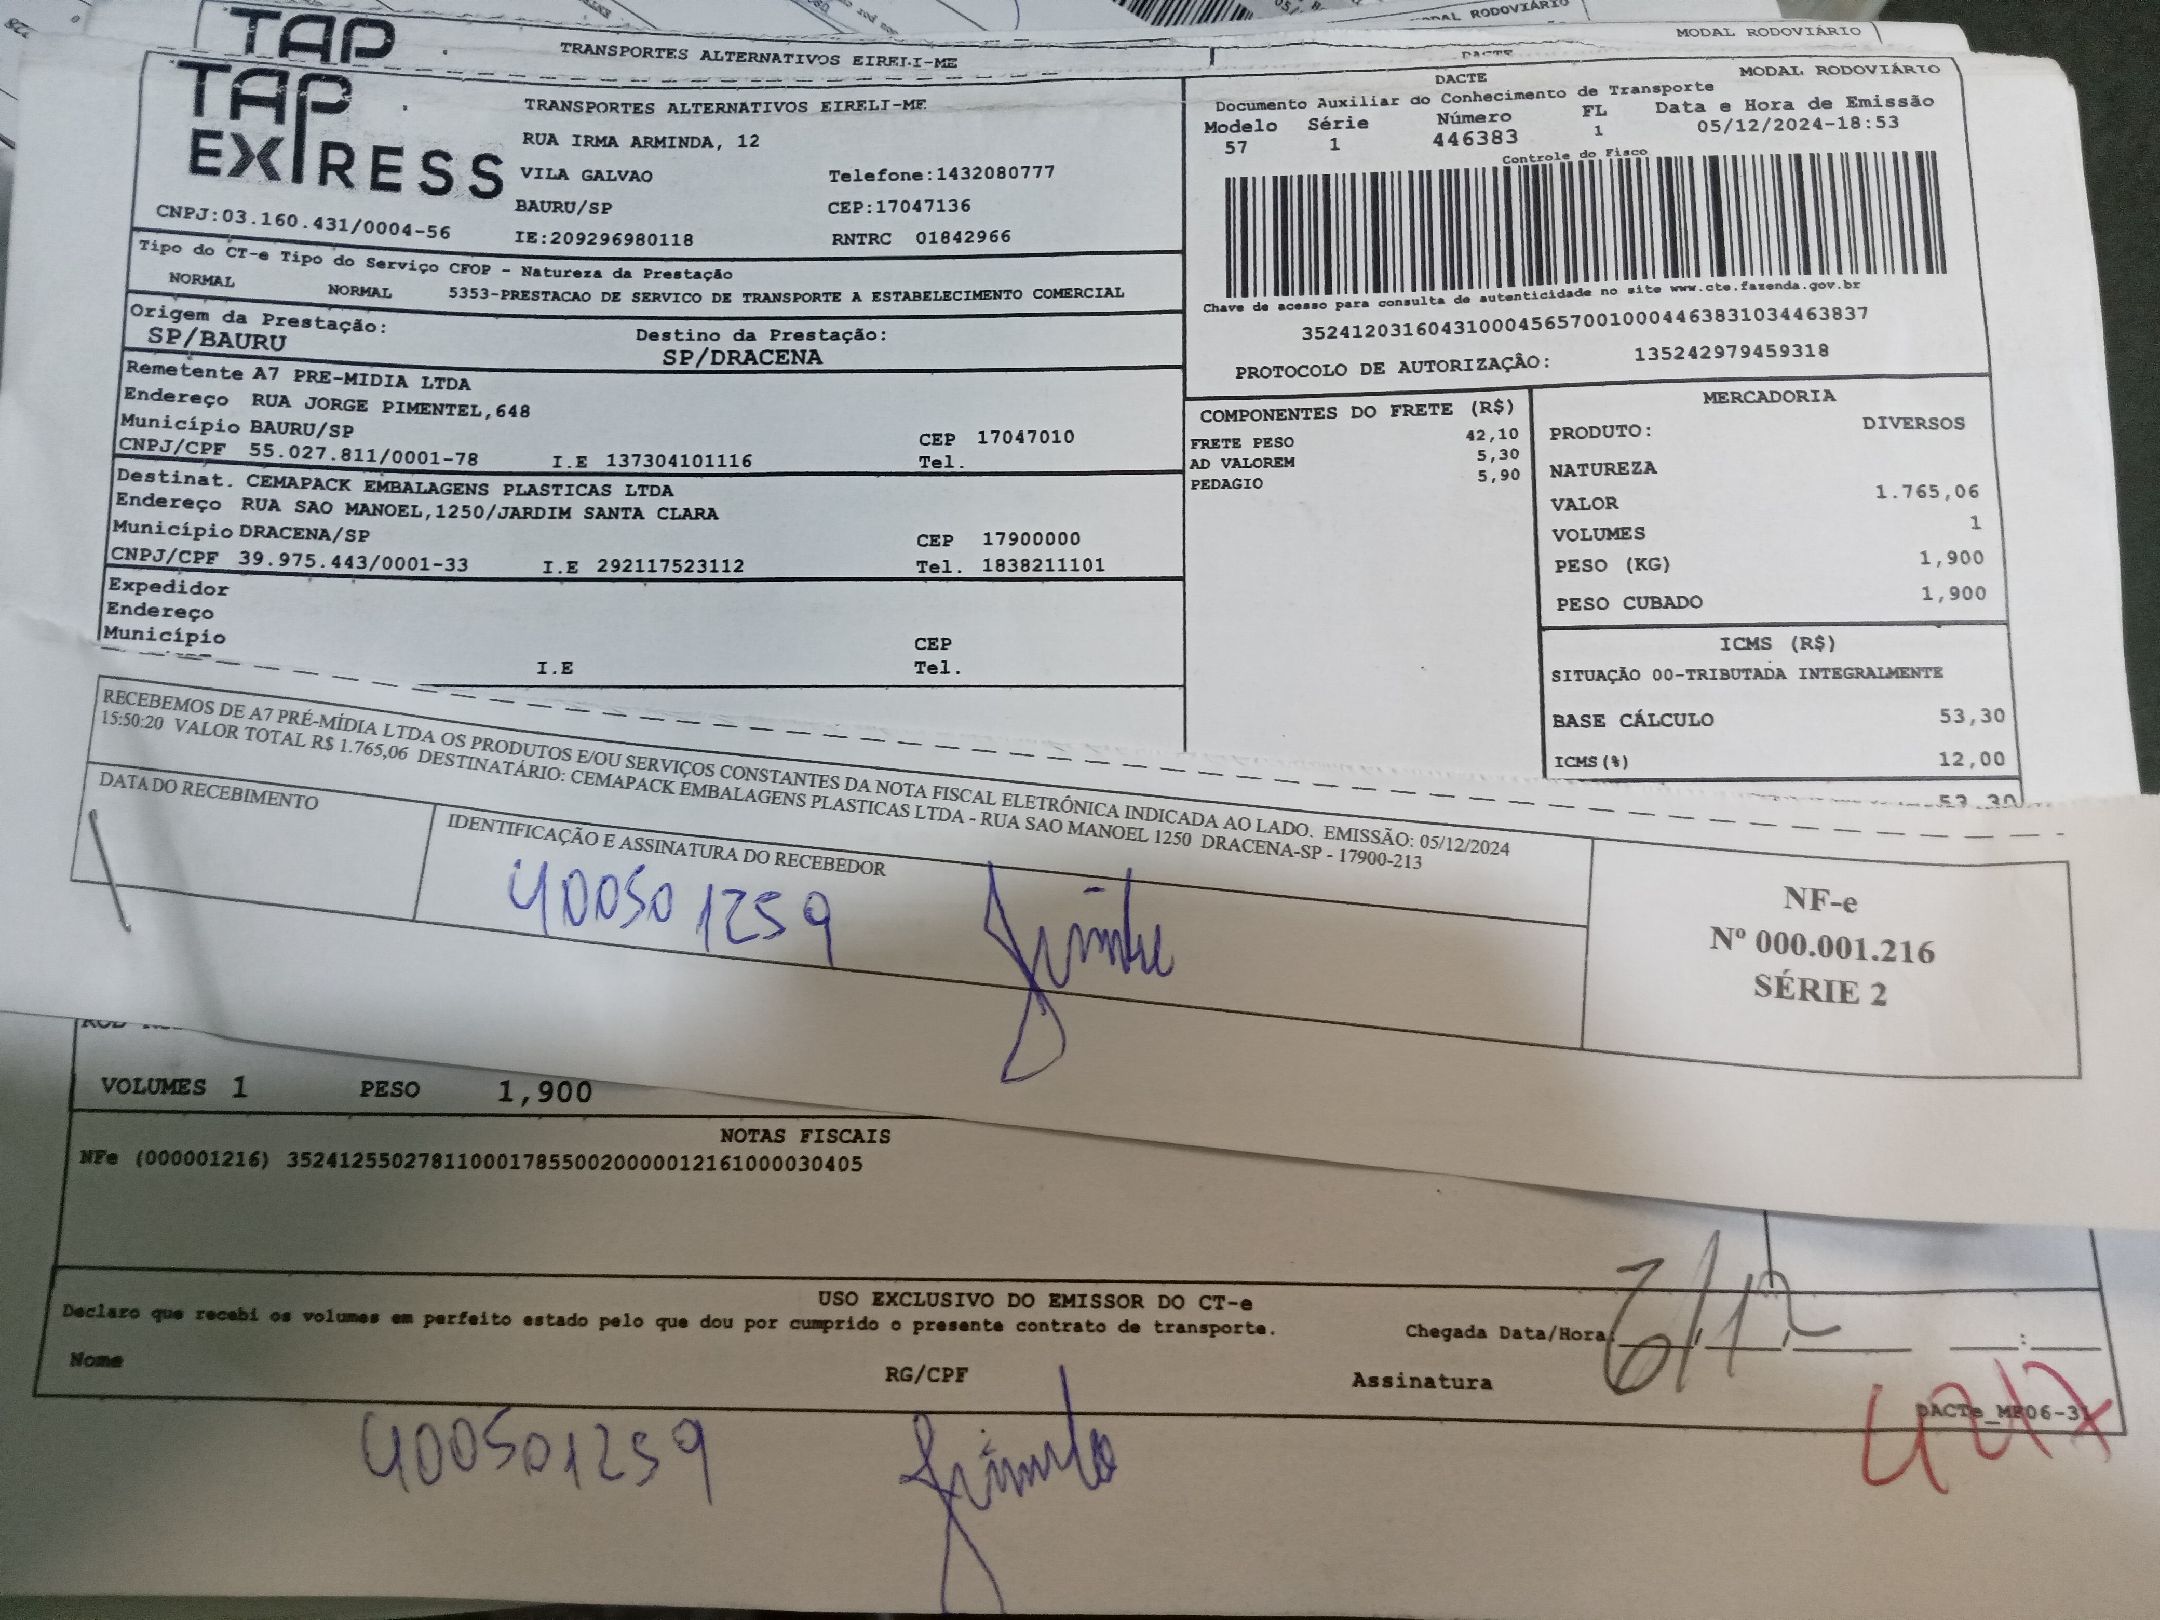 MODAL RODOVIÁRIO
MODAL RODOVIÁRIO
TAP
TRANSPORTES ALTERNATIVOS EIRELI-ME
DACTE
TAP EXPRESS
CNPJ:03.160.431/0004-56
TRANSPORTES ALTERNATIVOS EIRELI-ME
RUA IRMA ARMINDA, 12
VILA GALVAO Telefone:1432080777
BAURU/SP CEP:17047136
IE:209296980118 RNTRC 01842966
DACTE MODAL RODOVIÁRIO
Documento Auxiliar do Conhecimento de Transporte
Modelo Série Número FL Data e Hora de Emissão
57 1 446383 1 05/12/2024-18:53
Controle do Fisco
Chave de acesso para consulta de autenticidade no site www.cte.fazenda.gov.br
35241203160431000456570010004463831034463837
PROTOCOLO DE AUTORIZAÇÂO: 135242979459318
Tipo do CT-e Tipo do Serviço CFOP - Natureza da Prestação
NORMAL NORMAL 5353-PRESTACAO DE SERVICO DE TRANSPORTE A ESTABELECIMENTO COMERCIAL
Origem da Prestação: Destino da Prestação:
SP/BAURU SP/DRACENA
Remetente A7 PRE-MIDIA LTDA
Endereço RUA JORGE PIMENTEL,648
Município BAURU/SP CEP 17047010
CNPJ/CPF 55.027.811/0001-78 I.E 137304101116 Tel.
Destinat. CEMAPACK EMBALAGENS PLASTICAS LTDA
Endereço RUA SAO MANOEL,1250/JARDIM SANTA CLARA
Município DRACENA/SP CEP 17900000
CNPJ/CPF 39.975.443/0001-33 I.E 292117523112 Tel. 1838211101
Expedidor
Endereço
Município CEP
I.E Tel.
COMPONENTES DO FRETE (R$)
FRETE PESO 42,10
AD VALOREM 5,30
PEDAGIO 5,90
MERCADORIA
PRODUTO: DIVERSOS
NATUREZA
VALOR 1.765,06
VOLUMES 1
PESO (KG) 1,900
PESO CUBADO 1,900
ICMS (R$)
SITUAÇÃO 00-TRIBUTADA INTEGRALMENTE
BASE CÁLCULO 53,30
ICMS(%) 12,00
53,30
RECEBEMOS DE A7 PRÉ-MÍDIA LTDA OS PRODUTOS E/OU SERVIÇOS CONSTANTES DA NOTA FISCAL ELETRÔNICA INDICADA AO LADO. EMISSÃO: 05/12/2024
15:50:20 VALOR TOTAL R$ 1.765,06 DESTINATÁRIO: CEMAPACK EMBALAGENS PLASTICAS LTDA - RUA SAO MANOEL 1250 DRACENA-SP - 17900-213
DATA DO RECEBIMENTO
IDENTIFICAÇÃO E ASSINATURA DO RECEBEDOR
400501259
NF-e
Nº 000.001.216
SÉRIE 2
VOLUMES 1 PESO 1,900
NOTAS FISCAIS
NFe (000001216) 35241255027811000178550020000012161000030405
USO EXCLUSIVO DO EMISSOR DO CT-e
Declaro que recebi os volumes em perfeito estado pelo que dou por cumprido o presente contrato de transporte.
Chegada Data/Hora: 6/12
Nome RG/CPF Assinatura
400501259